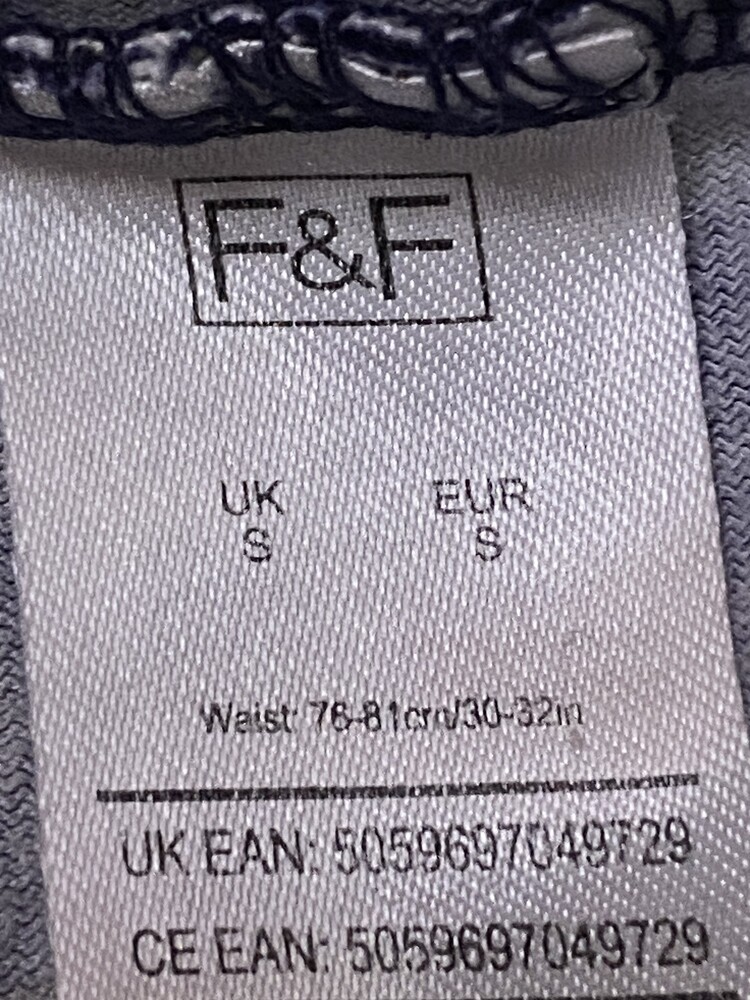 F&F
UK EUR
S S
Waist: 76-81cm/30-32in
UK EAN: 5059697049729
CE EAN: 5059697049729